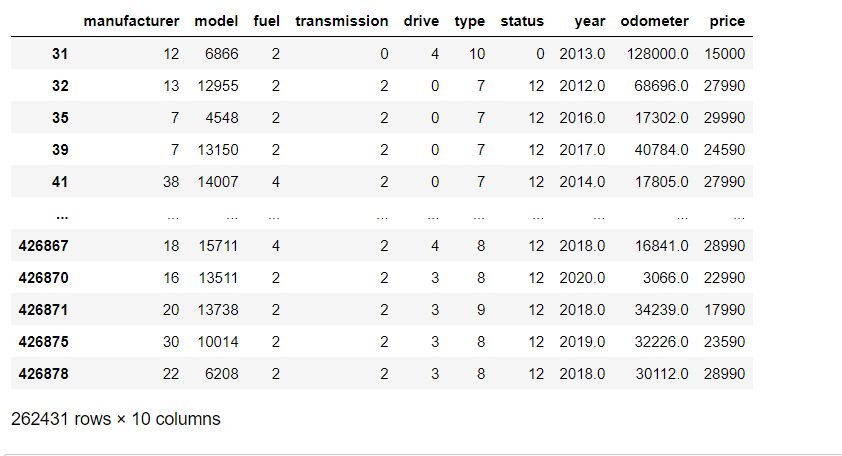 manufacturer model fuel transmission drive type status year odometer price
31 12 6866 2 0 4 10 0 2013.0 128000.0 15000
32 13 12955 2 2 0 7 12 2012.0 68696.0 27990
35 7 4548 2 2 0 7 12 2016.0 17302.0 29990
39 7 13150 2 2 0 7 12 2017.0 40784.0 24590
41 38 14007 4 2 0 7 12 2014.0 17805.0 27990
... ... ... ... ... ... ... ... ... ... ...
426867 18 15711 4 2 4 8 12 2018.0 16841.0 28990
426870 16 13511 2 2 3 8 12 2020.0 3066.0 22990
426871 20 13738 2 2 3 9 12 2018.0 34239.0 17990
426875 30 10014 2 2 3 8 12 2019.0 32226.0 23590
426878 22 6208 2 2 3 8 12 2018.0 30112.0 28990
262431 rows × 10 columns